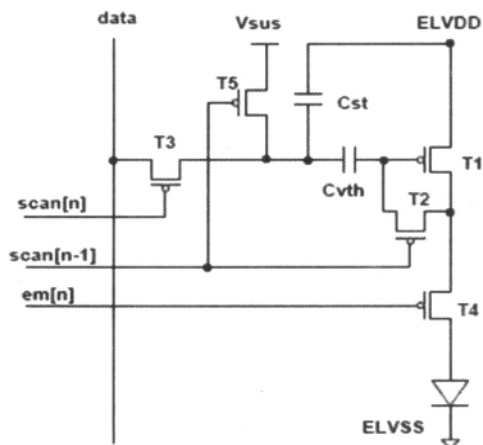 data
Vsus
ELVDD
T5
Cst
T3
T1
Cvth
T2
scan[n]
scan[n-1]
em[n]
T4
ELVSS